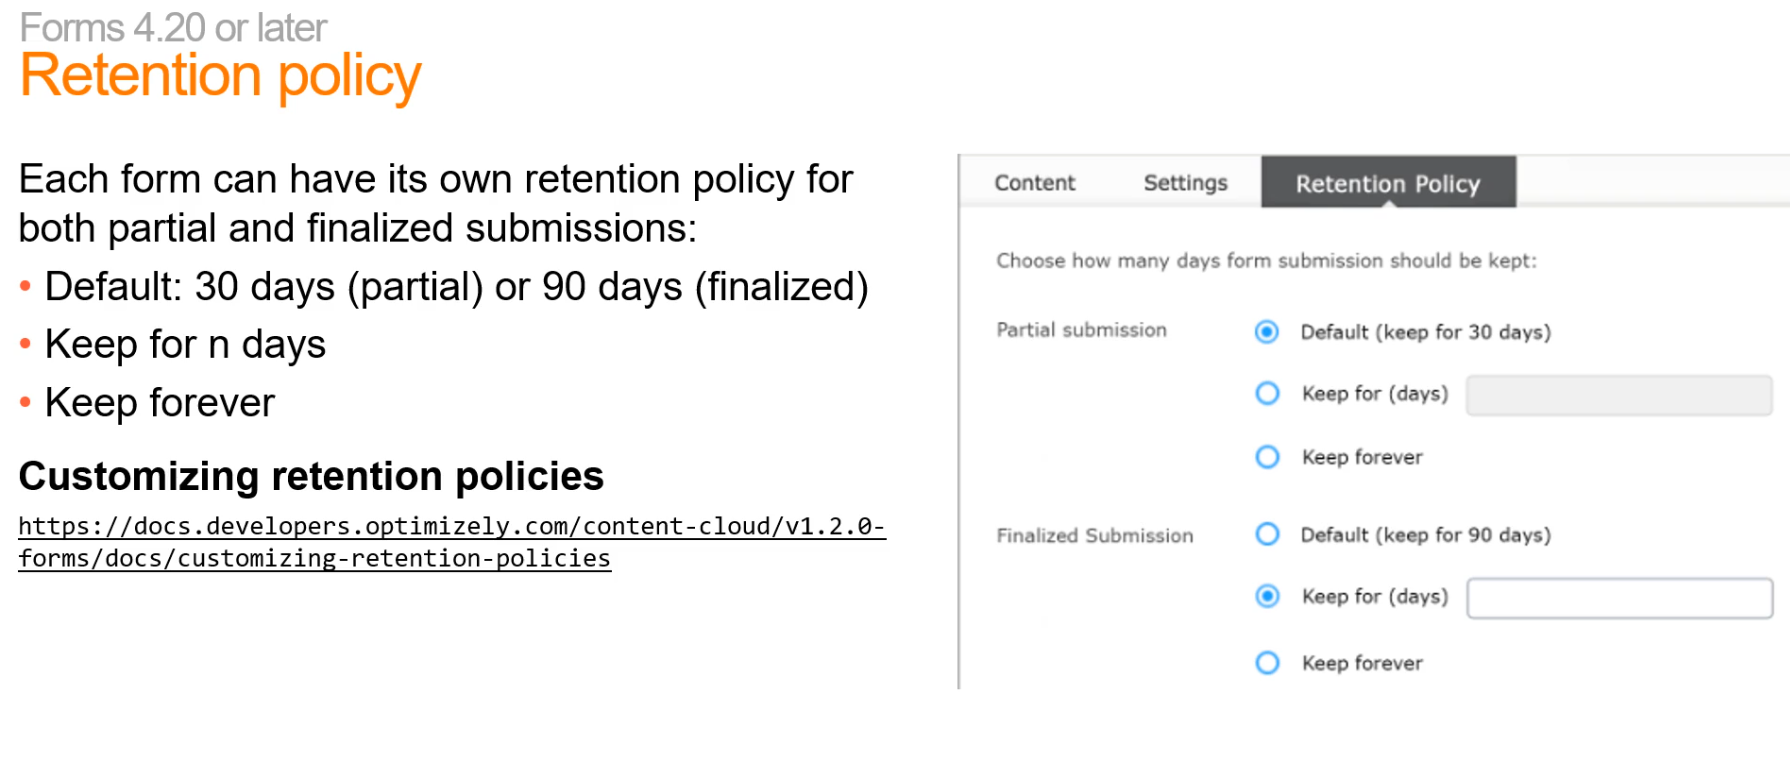 Forms 4.20 or later
Retention policy
Each form can have its own retention policy for
both partial and finalized submissions:
• Default: 30 days (partial) or 90 days (finalized)
• Keep for n days
• Keep forever
Customizing retention policies
https://docs.developers.optimizely.com/content-cloud/v1.2.0-
forms/docs/customizing-retention-policies
Content Settings Retention Policy
Choose how many days form submission should be kept:
Partial submission Default (keep for 30 days)
Keep for (days)
Keep forever
Finalized Submission Default (keep for 90 days)
Keep for (days)
Keep forever